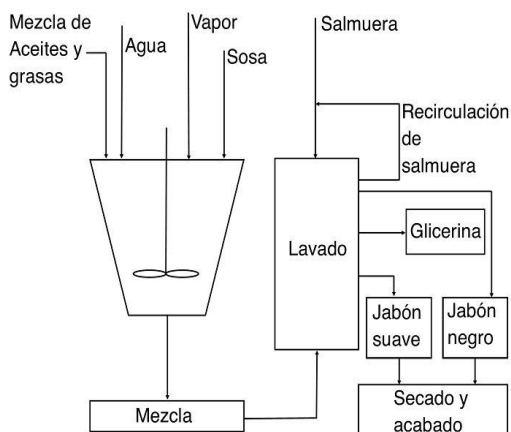 Mezcla de
Aceites y
grasas
Agua
Vapor
Sosa
Salmuera
Recirculación
de
salmuera
Lavado
Glicerina
Jabón
suave
Jabón
negro
Mezcla
Secado y
acabado